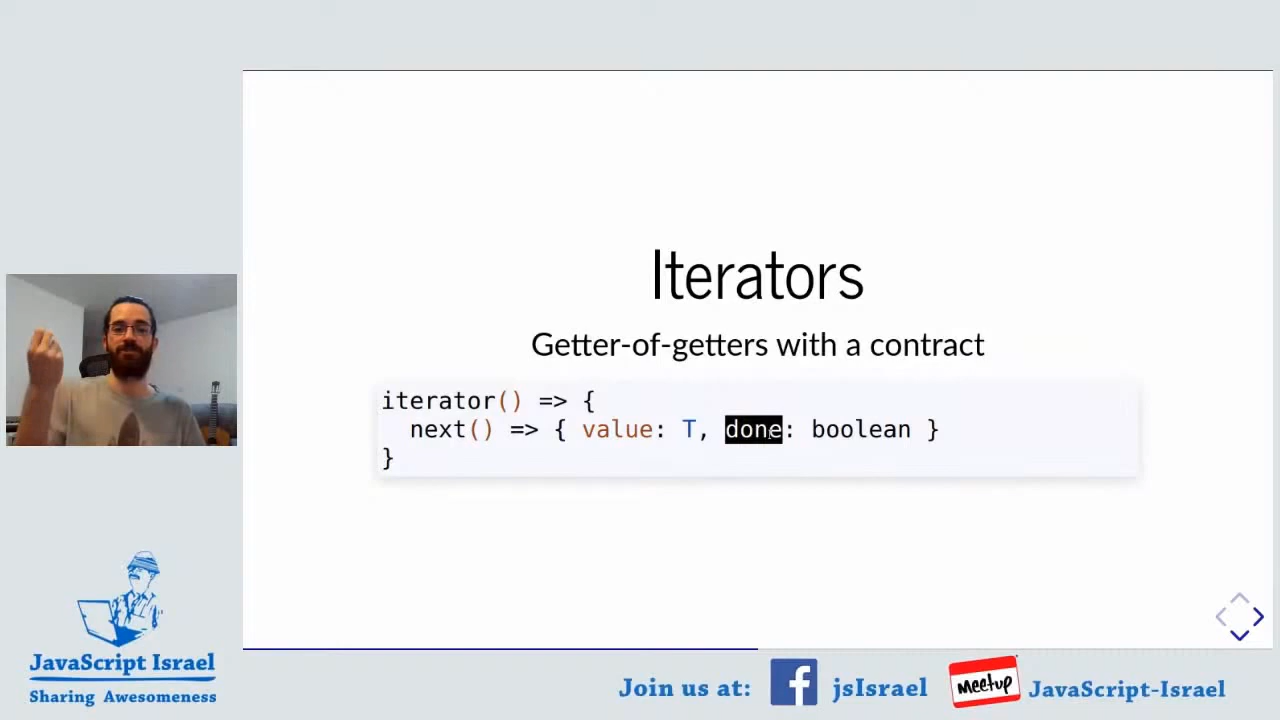 Iterators
Getter-of-getters with a contract
iterator() => {
next() => { value: T, done: boolean }
}
JavaScript Israel
Sharing Awesomeness
Join us at:
f
jsIsrael
Meetup
JavaScript-Israel